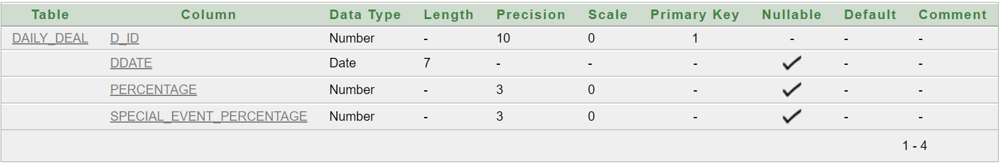 Table Column Data Type Length Precision Scale Primary Key Nullable Default Comment
DAILY_DEAL D_ID Number - 10 0 1 - - -
DDATE Date 7 - - - ✓ - -
PERCENTAGE Number - 3 0 - ✓ - -
SPECIAL_EVENT_PERCENTAGE Number - 3 0 - ✓ - -
1 - 4